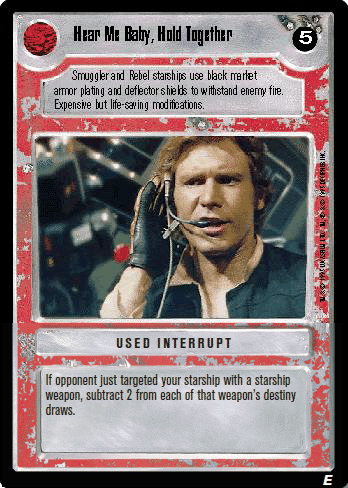 Hear Me Baby, Hold Together
5
Smuggler and Rebel starships use black market
armor plating and deflector shields to withstand enemy fire.
Expensive but life-saving modifications.
USED INTERRUPT
If opponent just targeted your starship with a starship
weapon, subtract 2 from each of that weapon's destiny
draws.
E